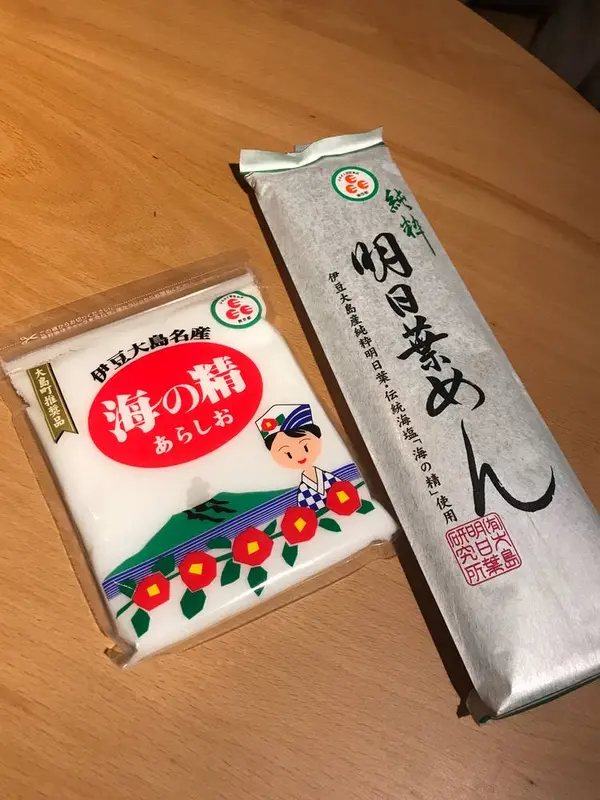 伊豆大島名産
海の精
あらしお
大島町推奨品
純粋
明日葉めん
伊豆大島産純粋明日葉・伝統海塩「海の精」使用
㈲大島
明日葉
研究所